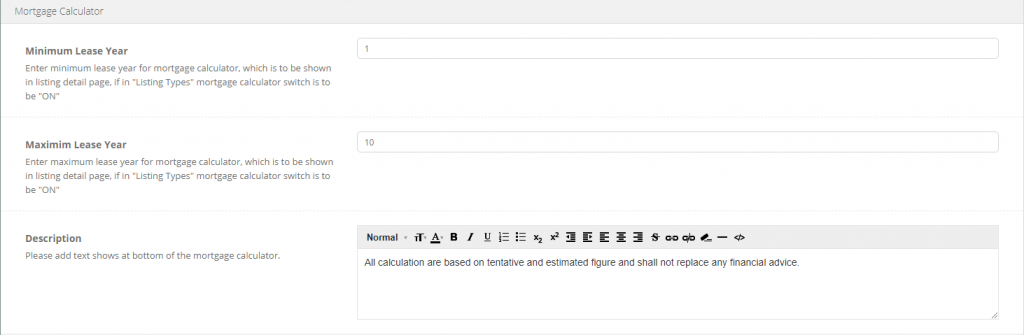 Mortgage Calculator
Minimum Lease Year
1
Enter minimum lease year for mortgage calculator, which is to be shown
in listing detail page, if in "Listing Types" mortgage calculator switch is to
be "ON"
Maximim Lease Year
10
Enter maximum lease year for mortgage calculator, which is to be shown
in listing detail page, if in "Listing Types" mortgage calculator switch is to
be "ON"
Description
Please add text shows at bottom of the mortgage calculator.
Normal
All calculation are based on tentative and estimated figure and shall not replace any financial advice.